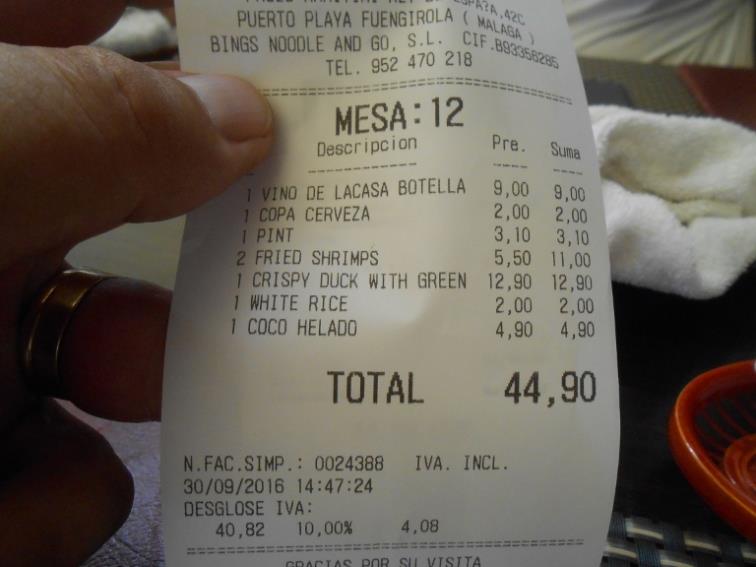 ESPA?A,42C
PUERTO PLAYA FUENGIROLA ( MALAGA )
BINGS NOODLE AND GO, S.L. CIF.B93358285
TEL. 952 470 218
MESA:12
Descripcion Pre. Suma
1 VINO DE LACASA BOTELLA 9,00 9,00
1 COPA CERVEZA 2,00 2,00
1 PINT 3,10 3,10
2 FRIED SHRIMPS 5,50 11,00
1 CRISPY DUCK WITH GREEN 12,90 12,90
1 WHITE RICE 2,00 2,00
1 COCO HELADO 4,90 4,90
TOTAL 44,90
N.FAC.SIMP.: 0024388 IVA. INCL.
30/09/2016 14:47:24
DESGLOSE IVA:
40,82 10,00% 4,08
GRACIAS POR SU VISITA